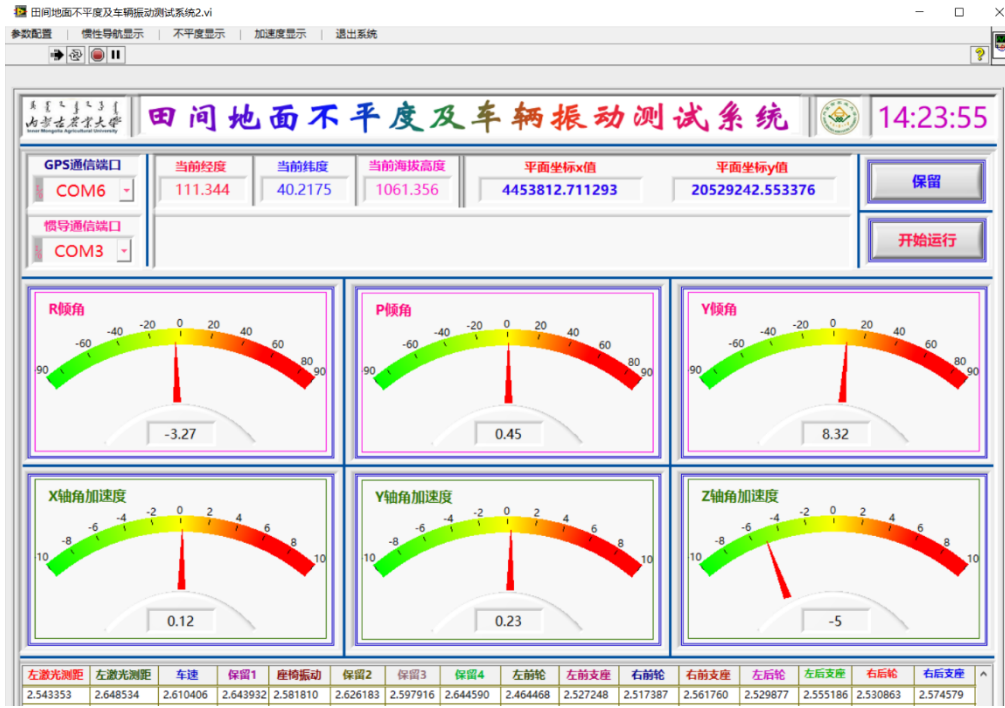 田间地面不平度及车辆振动测试系统2.vi
参数配置 | 惯性导航显示 | 不平度显示 | 加速度显示 | 退出系统
内蒙古农业大学 田间地面不平度及车辆振动测试系统 14:23:55
Inner Mongolia Agricultural University
GPS通信端口 当前经度 当前纬度 当前海拔高度 平面坐标x值 平面坐标y值 保留
COM6 111.344 40.2175 1061.356 4453812.711293 20529242.553376
惯导通信端口 开始运行
COM3
R倾角 P倾角 Y倾角
-90 -60 -40 -20 0 20 40 60 80 90 -90 -60 -40 -20 0 20 40 60 80 90 -90 -60 -40 -20 0 20 40 60 80 90
-3.27 0.45 8.32
X轴角加速度 Y轴角加速度 Z轴角加速度
-10 -8 -6 -4 -2 0 2 4 6 8 10 -10 -8 -6 -4 -2 0 2 4 6 8 10 -10 -8 -6 -4 -2 0 2 4 6 8 10
0.12 0.23 -5
左激光测距 左激光测距 车速 保留1 座椅振动 保留2 保留3 保留4 左前轮 左前支座 右前轮 右前支座 左后轮 左后支座 右后轮 右后支座
2.543353 2.648534 2.610406 2.643932 2.581810 2.626183 2.597916 2.644590 2.464468 2.527248 2.517387 2.561760 2.529877 2.555186 2.530863 2.574579